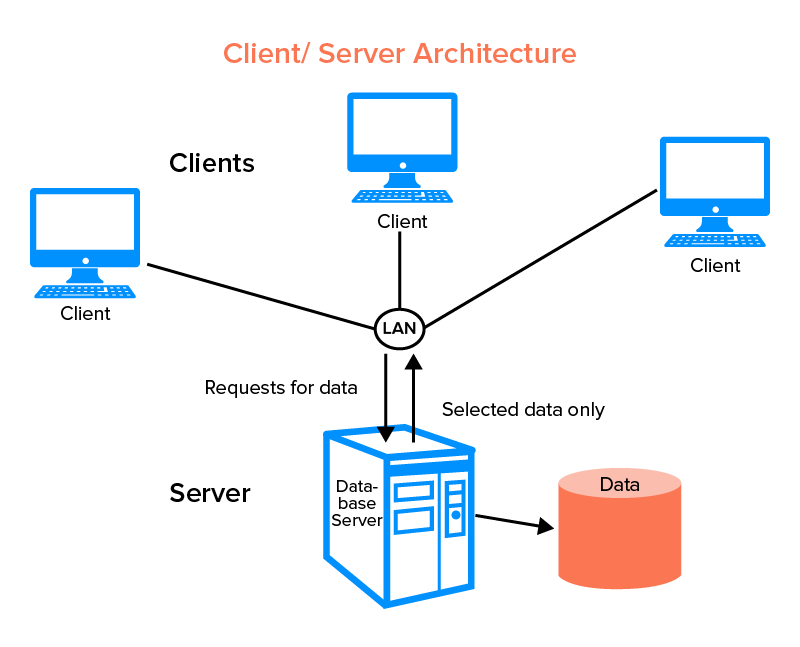 Client/ Server Architecture
Clients
Client
Client
Client
LAN
Requests for data
Selected data only
Server
Data-
base
Server
Data